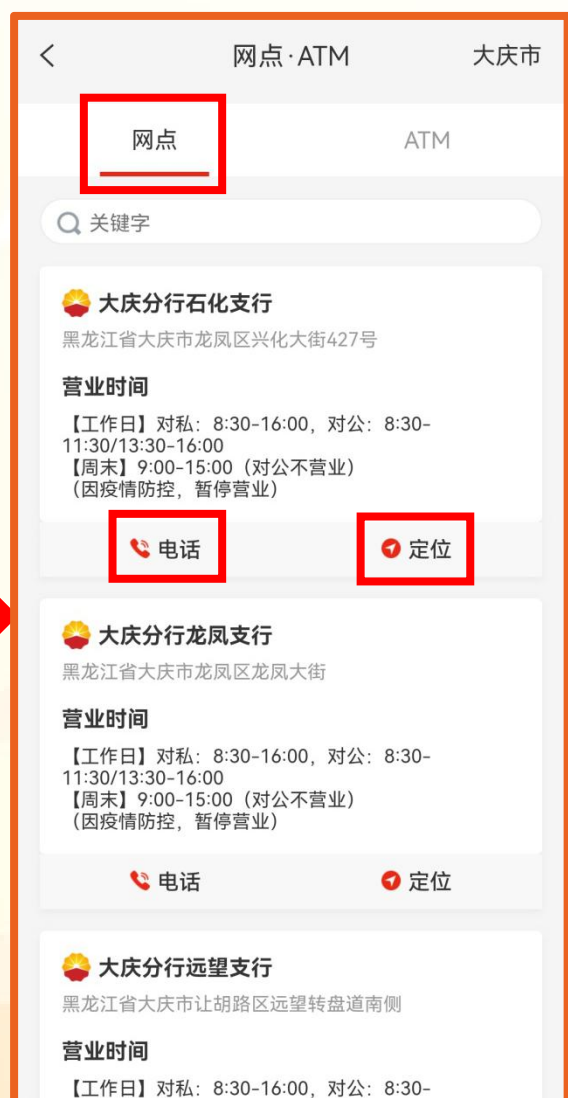 网点·ATM 大庆市
网点 ATM
关键字
大庆分行石化支行
黑龙江省大庆市龙凤区兴化大街427号
营业时间
【工作日】对私：8:30-16:00，对公：8:30-
11:30/13:30-16:00
【周末】9:00-15:00（对公不营业）
（因疫情防控，暂停营业）
电话 定位
大庆分行龙凤支行
黑龙江省大庆市龙凤区龙凤大街
营业时间
【工作日】对私：8:30-16:00，对公：8:30-
11:30/13:30-16:00
【周末】9:00-15:00（对公不营业）
（因疫情防控，暂停营业）
电话 定位
大庆分行远望支行
黑龙江省大庆市让胡路区远望转盘道南侧
营业时间
【工作日】对私：8:30-16:00，对公：8:30-